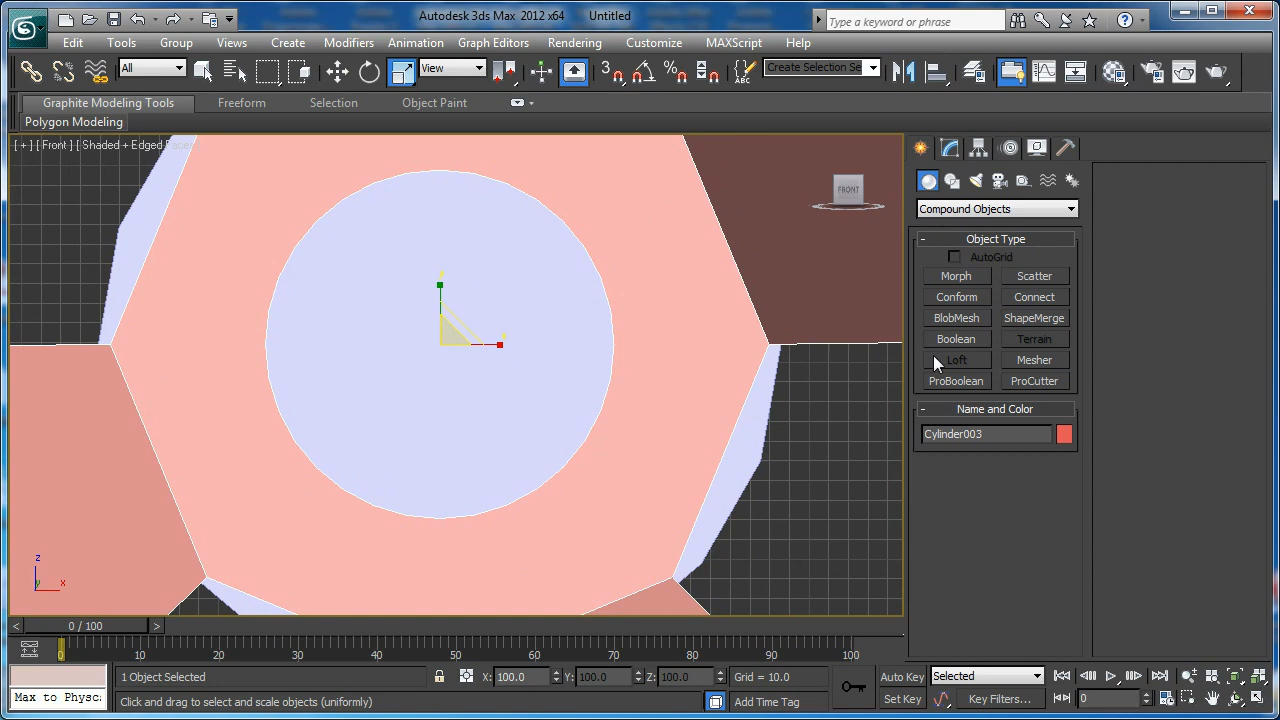 Autodesk 3ds Max 2012 x64 Untitled
Type a keyword or phrase
Edit Tools Group Views Create Modifiers Animation Graph Editors Rendering Customize MAXScript Help
All View Create Selection Se
Graphite Modeling Tools Freeform Selection Object Paint
Polygon Modeling
[ + ] [ Front ] [ Shaded + Edged Faces
FRONT
Compound Objects
- Object Type
AutoGrid
Morph Scatter
Conform Connect
BlobMesh ShapeMerge
Boolean Terrain
Loft Mesher
ProBoolean ProCutter
- Name and Color
Cylinder003
z
y x
< 0 / 100 >
0 10 20 30 40 50 60 70 80 90 100
1 Object Selected X: 100.0 Y: 100.0 Z: 100.0 Grid = 10.0 Auto Key Selected
Max to Physca Click and drag to select and scale objects (uniformly) Add Time Tag Set Key Key Filters... 0